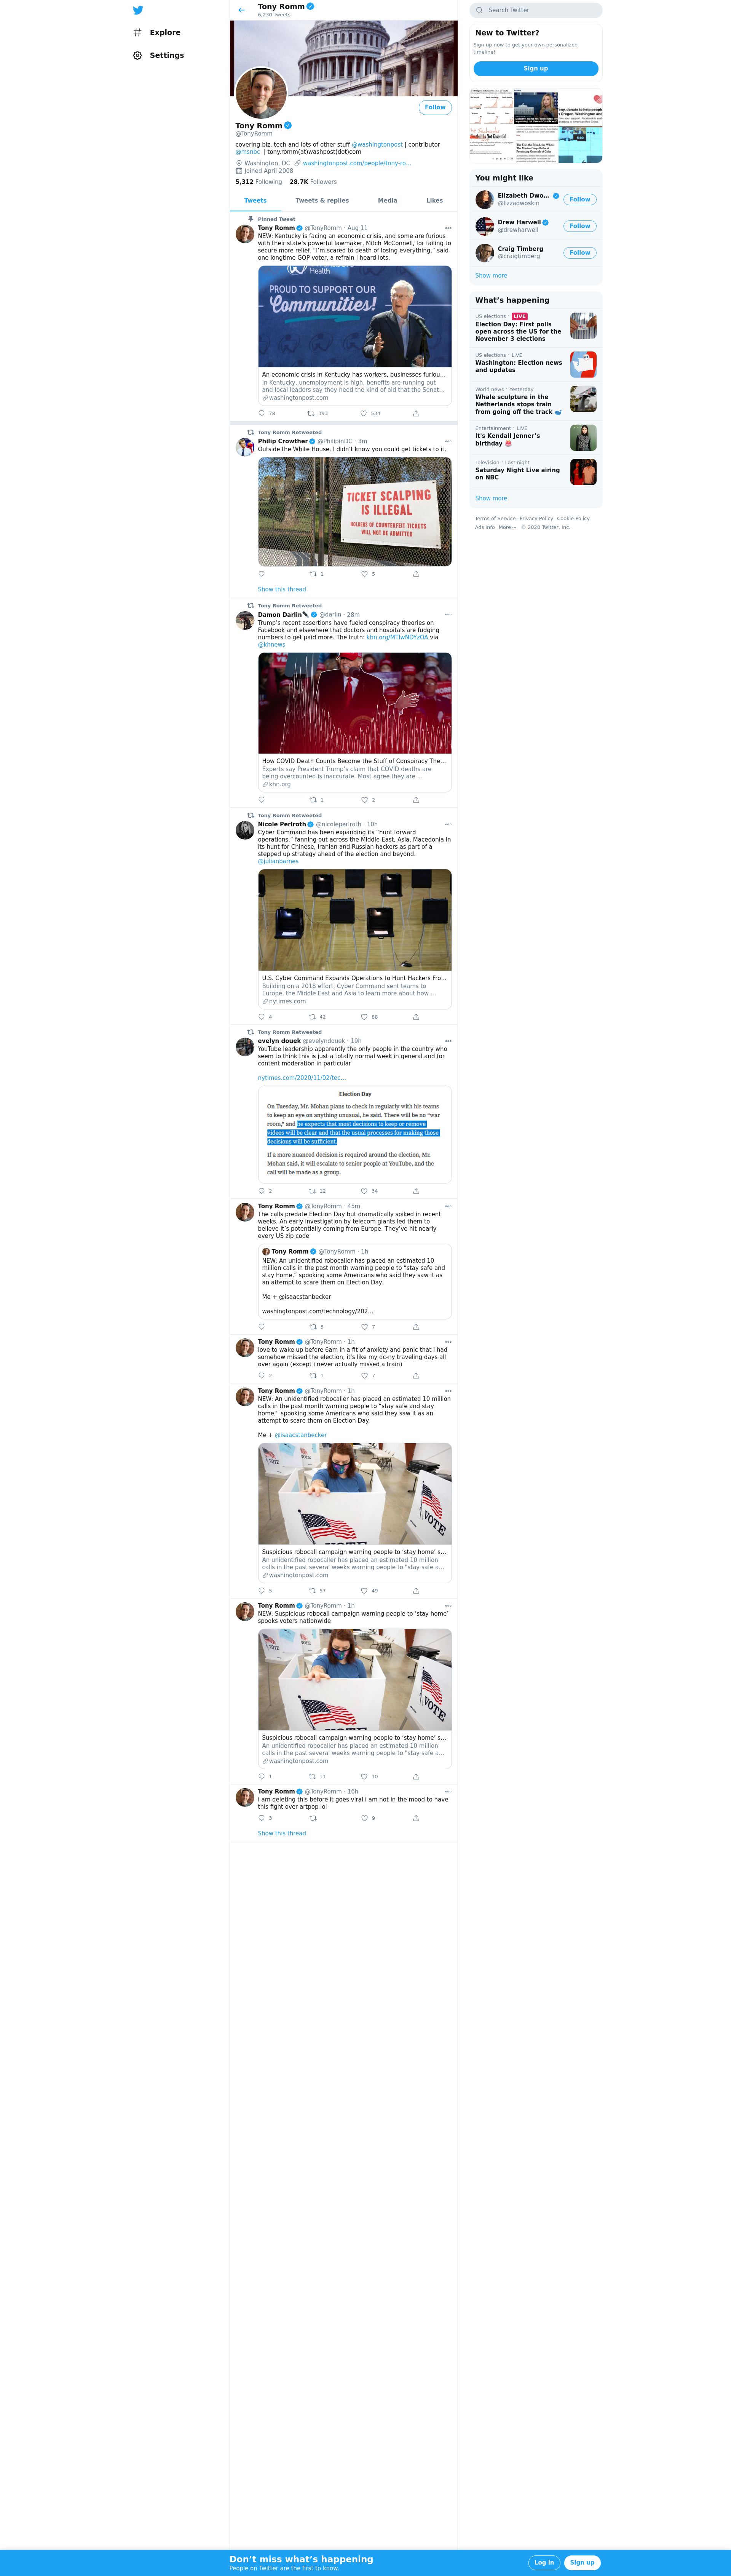 Explore
Settings
Tony Romm
6,230 Tweets
Follow
Tony Romm
@TonyRomm
covering biz, tech and lots of other stuff @washingtonpost | contributor
@msnbc | tony.romm(at)washpost(dot)com
Washington, DC washingtonpost.com/people/tony-ro...
Joined April 2008
5,312 Following 28.7K Followers
Tweets Tweets & replies Media Likes
Pinned Tweet
Tony Romm @TonyRomm · Aug 11
NEW: Kentucky is facing an economic crisis, and some are furious
with their state's powerful lawmaker, Mitch McConnell, for failing to
secure more relief. “I'm scared to death of losing everything,” said
one longtime GOP voter, a refrain I heard lots.
Health
PROUD TO SUPPORT OUR
Communities!
An economic crisis in Kentucky has workers, businesses furiou...
In Kentucky, unemployment is high, benefits are running out
and local leaders say they need the kind of aid that the Senat...
washingtonpost.com
78 393 534
Tony Romm Retweeted
Philip Crowther @PhilipinDC · 3m
Outside the White House. I didn’t know you could get tickets to it.
TICKET SCALPING
IS ILLEGAL
HOLDERS OF COUNTERFEIT TICKETS
WILL NOT BE ADMITTED
1 5
Show this thread
Tony Romm Retweeted
Damon Darlin @darlin · 28m
Trump’s recent assertions have fueled conspiracy theories on
Facebook and elsewhere that doctors and hospitals are fudging
numbers to get paid more. The truth: khn.org/MTIwNDYzOA via
@khnews
How COVID Death Counts Become the Stuff of Conspiracy The...
Experts say President Trump’s claim that COVID deaths are
being overcounted is inaccurate. Most agree they are ...
khn.org
1 2
Tony Romm Retweeted
Nicole Perlroth @nicoleperlroth · 10h
Cyber Command has been expanding its “hunt forward
operations,” fanning out across the Middle East, Asia, Macedonia in
its hunt for Chinese, Iranian and Russian hackers as part of a
stepped up strategy ahead of the election and beyond.
@julianbarnes
U.S. Cyber Command Expands Operations to Hunt Hackers Fro...
Building on a 2018 effort, Cyber Command sent teams to
Europe, the Middle East and Asia to learn more about how ...
nytimes.com
4 42 88
Tony Romm Retweeted
evelyn douek @evelyndouek · 19h
YouTube leadership apparently the only people in the country who
seem to think this is just a totally normal week in general and for
content moderation in particular
nytimes.com/2020/11/02/tec...
Election Day
On Tuesday, Mr. Mohan plans to check in regularly with his teams
to keep an eye on anything unusual, he said. There will be no “war
room,” and he expects that most decisions to keep or remove
videos will be clear and that the usual processes for making those
decisions will be sufficient.
If a more nuanced decision is required around the election, Mr.
Mohan said, it will escalate to senior people at YouTube, and the
call will be made as a group.
2 12 34
Tony Romm @TonyRomm · 45m
The calls predate Election Day but dramatically spiked in recent
weeks. An early investigation by telecom giants led them to
believe it’s potentially coming from Europe. They’ve hit nearly
every US zip code
Tony Romm @TonyRomm · 1h
NEW: An unidentified robocaller has placed an estimated 10
million calls in the past month warning people to “stay safe and
stay home,” spooking some Americans who said they saw it as
an attempt to scare them on Election Day.
Me + @isaacstanbecker
washingtonpost.com/technology/202...
5 7
Tony Romm @TonyRomm · 1h
love to wake up before 6am in a fit of anxiety and panic that i had
somehow missed the election, it's like my dc-ny traveling days all
over again (except i never actually missed a train)
2 1 7
Tony Romm @TonyRomm · 1h
NEW: An unidentified robocaller has placed an estimated 10 million
calls in the past month warning people to “stay safe and stay
home,” spooking some Americans who said they saw it as an
attempt to scare them on Election Day.
Me + @isaacstanbecker
VOTE
Suspicious robocall campaign warning people to ‘stay home’ s...
An unidentified robocaller has placed an estimated 10 million
calls in the past several weeks warning people to “stay safe a...
washingtonpost.com
5 57 49
Tony Romm @TonyRomm · 1h
NEW: Suspicious robocall campaign warning people to ‘stay home’
spooks voters nationwide
VOTE
Suspicious robocall campaign warning people to ‘stay home’ s...
An unidentified robocaller has placed an estimated 10 million
calls in the past several weeks warning people to “stay safe a...
washingtonpost.com
1 11 10
Tony Romm @TonyRomm · 16h
i am deleting this before it goes viral i am not in the mood to have
this fight over artpop lol
3 9
Show this thread
Search Twitter
New to Twitter?
Sign up now to get your own personalized
timeline!
Sign up
You might like
Elizabeth Dwo...
@lizzadwoskin
Follow
Drew Harwell
@drewharwell
Follow
Craig Timberg
@craigtimberg
Follow
Show more
What’s happening
US elections · LIVE
Election Day: First polls
open across the US for the
November 3 elections
US elections · LIVE
Washington: Election news
and updates
World news · Yesterday
Whale sculpture in the
Netherlands stops train
from going off the track
Entertainment · LIVE
It's Kendall Jenner’s
birthday
Television · Last night
Saturday Night Live airing
on NBC
Show more
Terms of Service Privacy Policy Cookie Policy
Ads info More © 2020 Twitter, Inc.
Don’t miss what’s happening
People on Twitter are the first to know.
Log in
Sign up